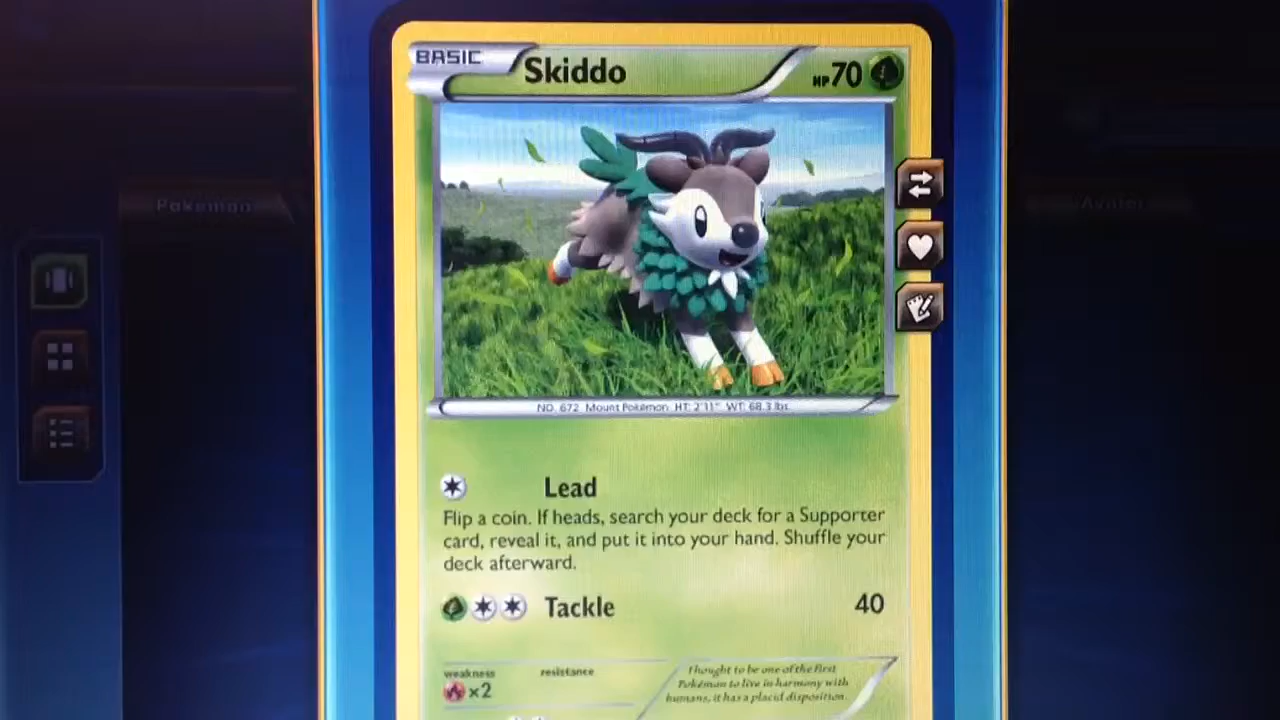 BASIC Skiddo HP 70
Pokémon
NO. 672 Mount Pokémon HT: 2'11" WT: 68.3 lbs.
Lead
Flip a coin. If heads, search your deck for a Supporter
card, reveal it, and put it into your hand. Shuffle your
deck afterward.
Tackle 40
weakness resistance
×2
Thought to be one of the first
Pokémon to live in harmony with
humans, it has a placid disposition.